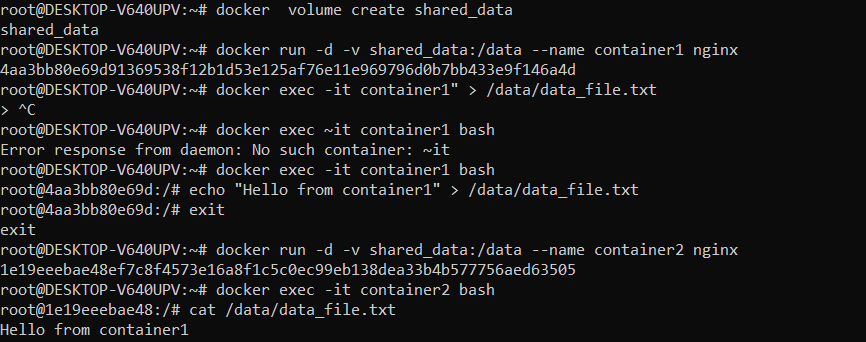 root@DESKTOP-V640UPV:~# docker  volume create shared_data
shared_data
root@DESKTOP-V640UPV:~# docker run -d -v shared_data:/data --name container1 nginx
4aa3bb80e69d91369538f12b1d53e125af76e11e969796d0b7bb433e9f146a4d
root@DESKTOP-V640UPV:~# docker exec -it container1" > /data/data_file.txt
> ^C
root@DESKTOP-V640UPV:~# docker exec ~it container1 bash
Error response from daemon: No such container: ~it
root@DESKTOP-V640UPV:~# docker exec -it container1 bash
root@4aa3bb80e69d:/# echo "Hello from container1" > /data/data_file.txt
root@4aa3bb80e69d:/# exit
exit
root@DESKTOP-V640UPV:~# docker run -d -v shared_data:/data --name container2 nginx
1e19eeebae48ef7c8f4573e16a8f1c5c0ec99eb138dea33b4b577756aed63505
root@DESKTOP-V640UPV:~# docker exec -it container2 bash
root@1e19eeebae48:/# cat /data/data_file.txt
Hello from container1